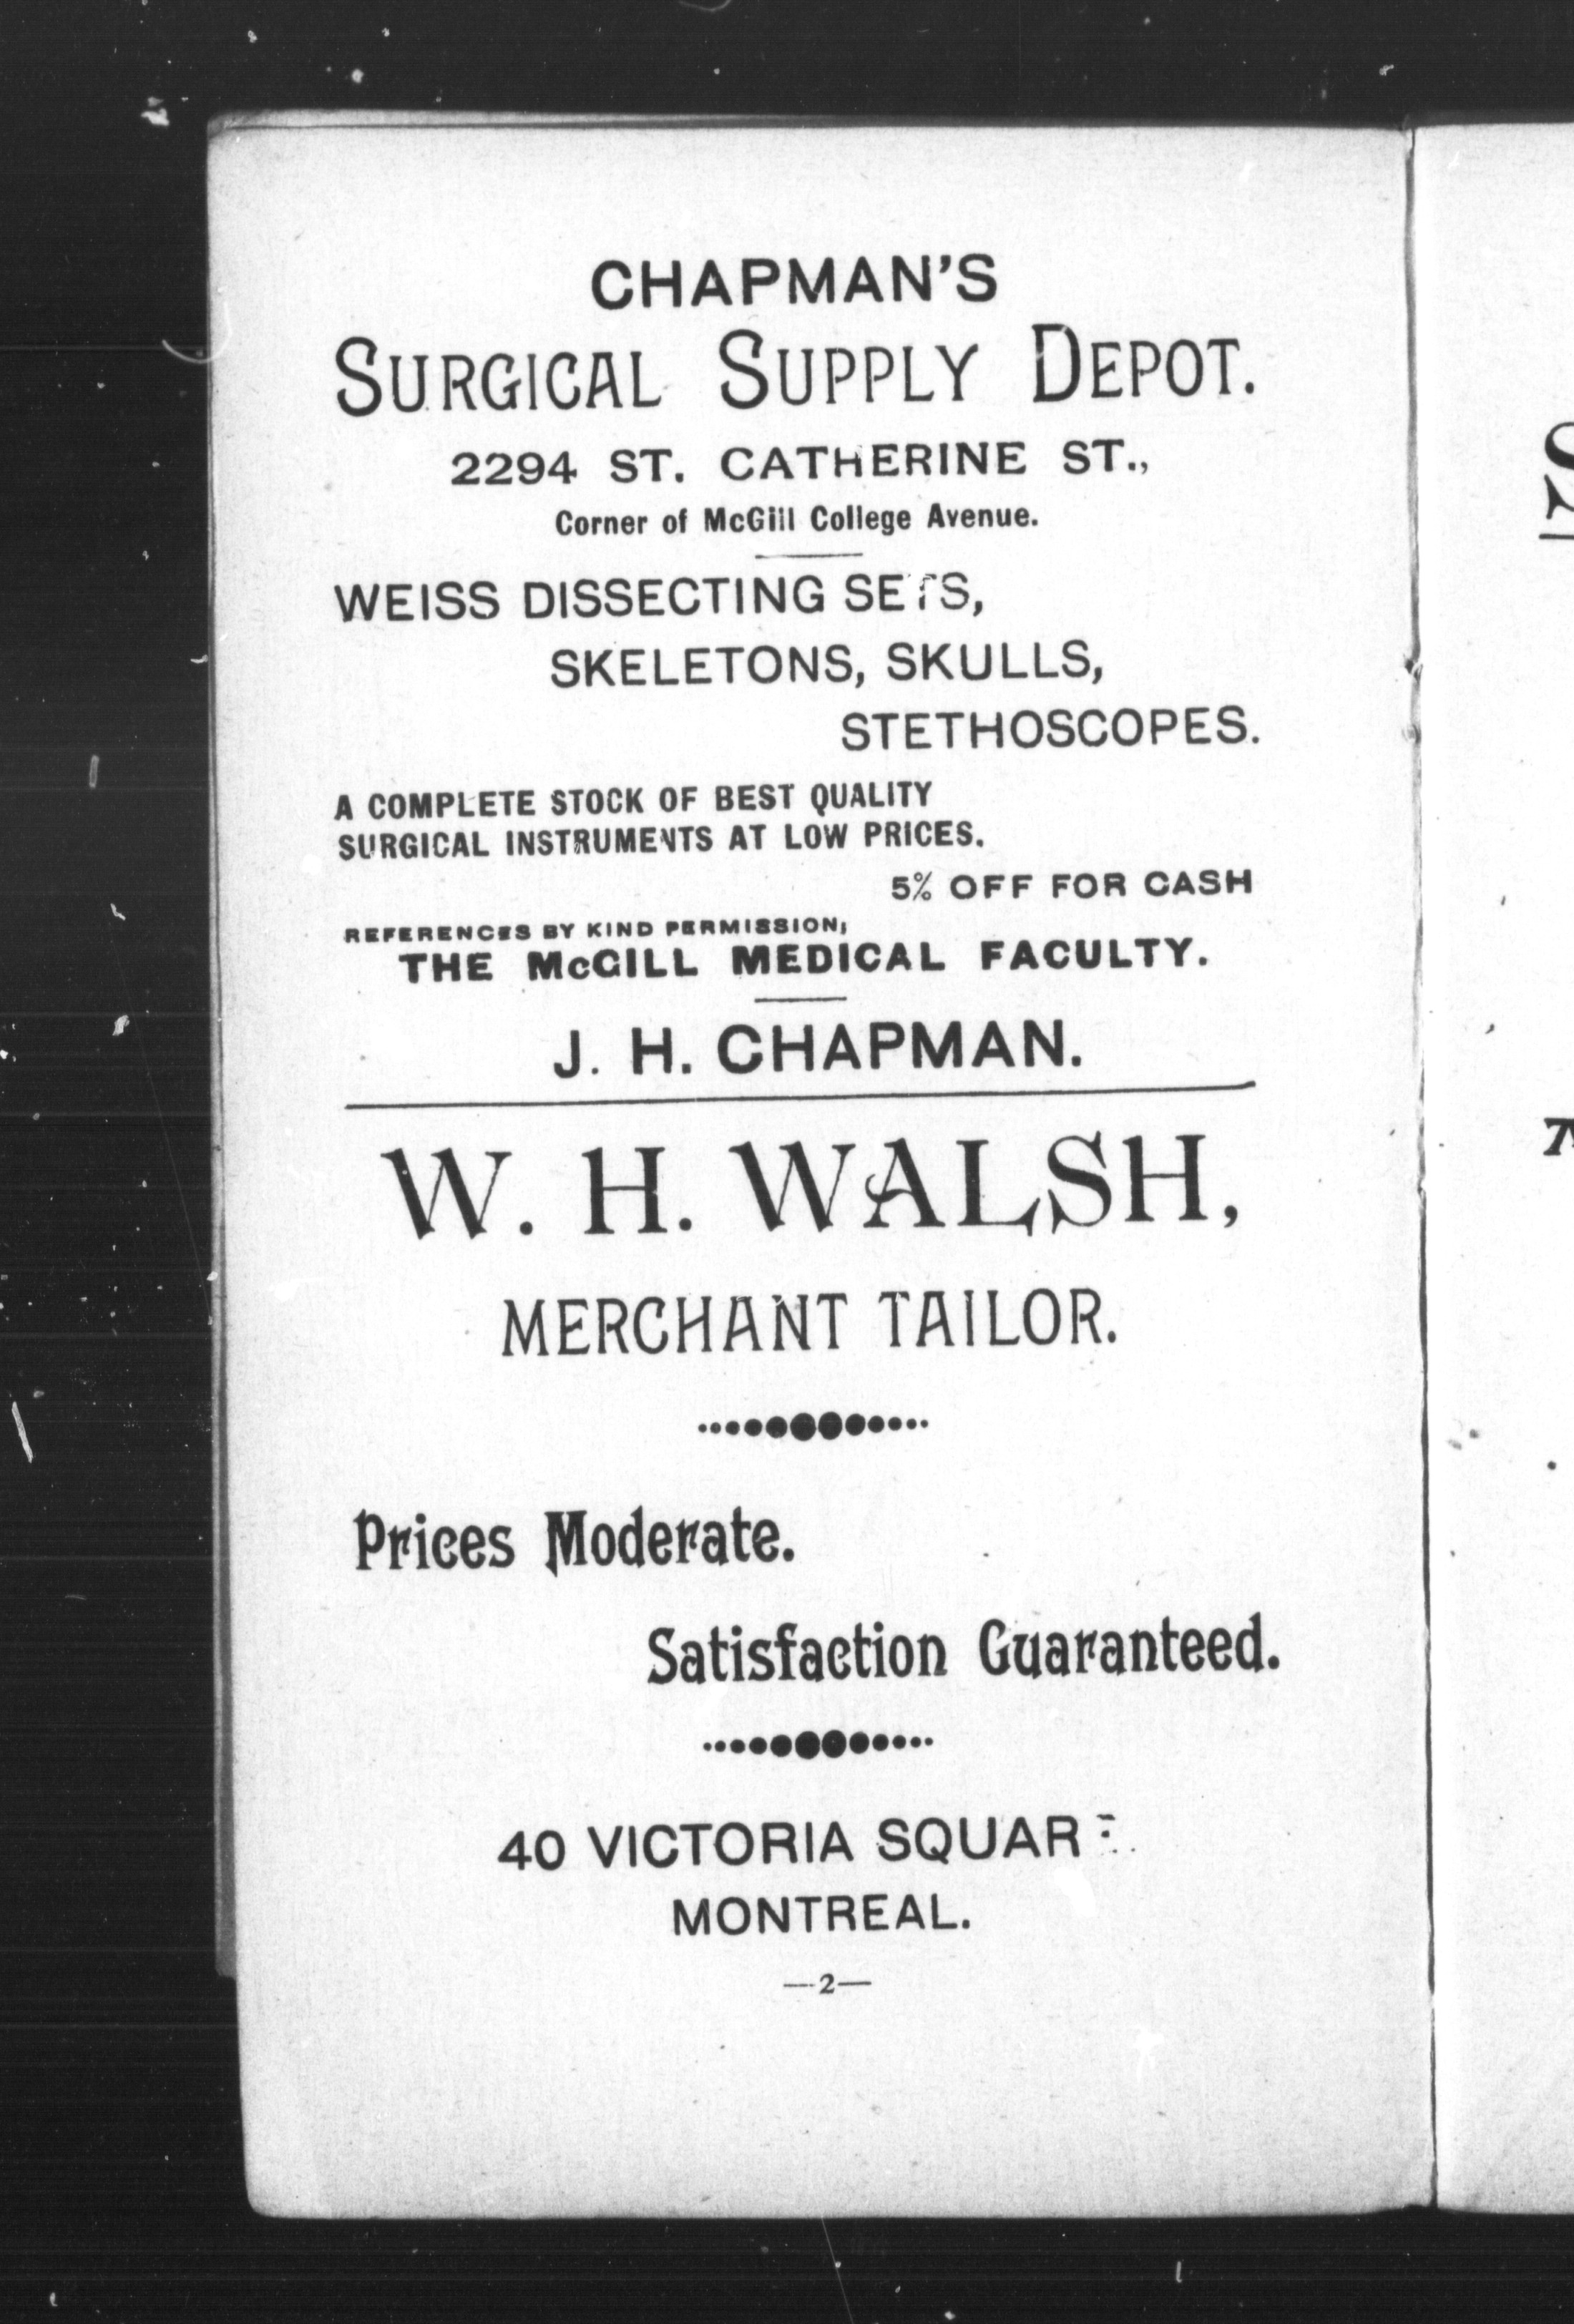 CHAPMAN'S
SURGICAL SUPPLY DEPOT.
2294 ST. CATHERINE ST.,
Corner of McGill College Avenue.
WEISS DISSECTING SETS,
SKELETONS, SKULLS,
STETHOSCOPES.
A COMPLETE STOCK OF BEST QUALITY
SURGICAL INSTRUMENTS AT LOW PRICES.
5% OFF FOR CASH
REFERENCES BY KIND PERMISSION;
THE McGILL MEDICAL FACULTY.
J. H. CHAPMAN.
W. H. WALSH,
MERCHANT TAILOR.
Prices Moderate.
Satisfaction Guaranteed.
40 VICTORIA SQUARE.
MONTREAL.
—2—